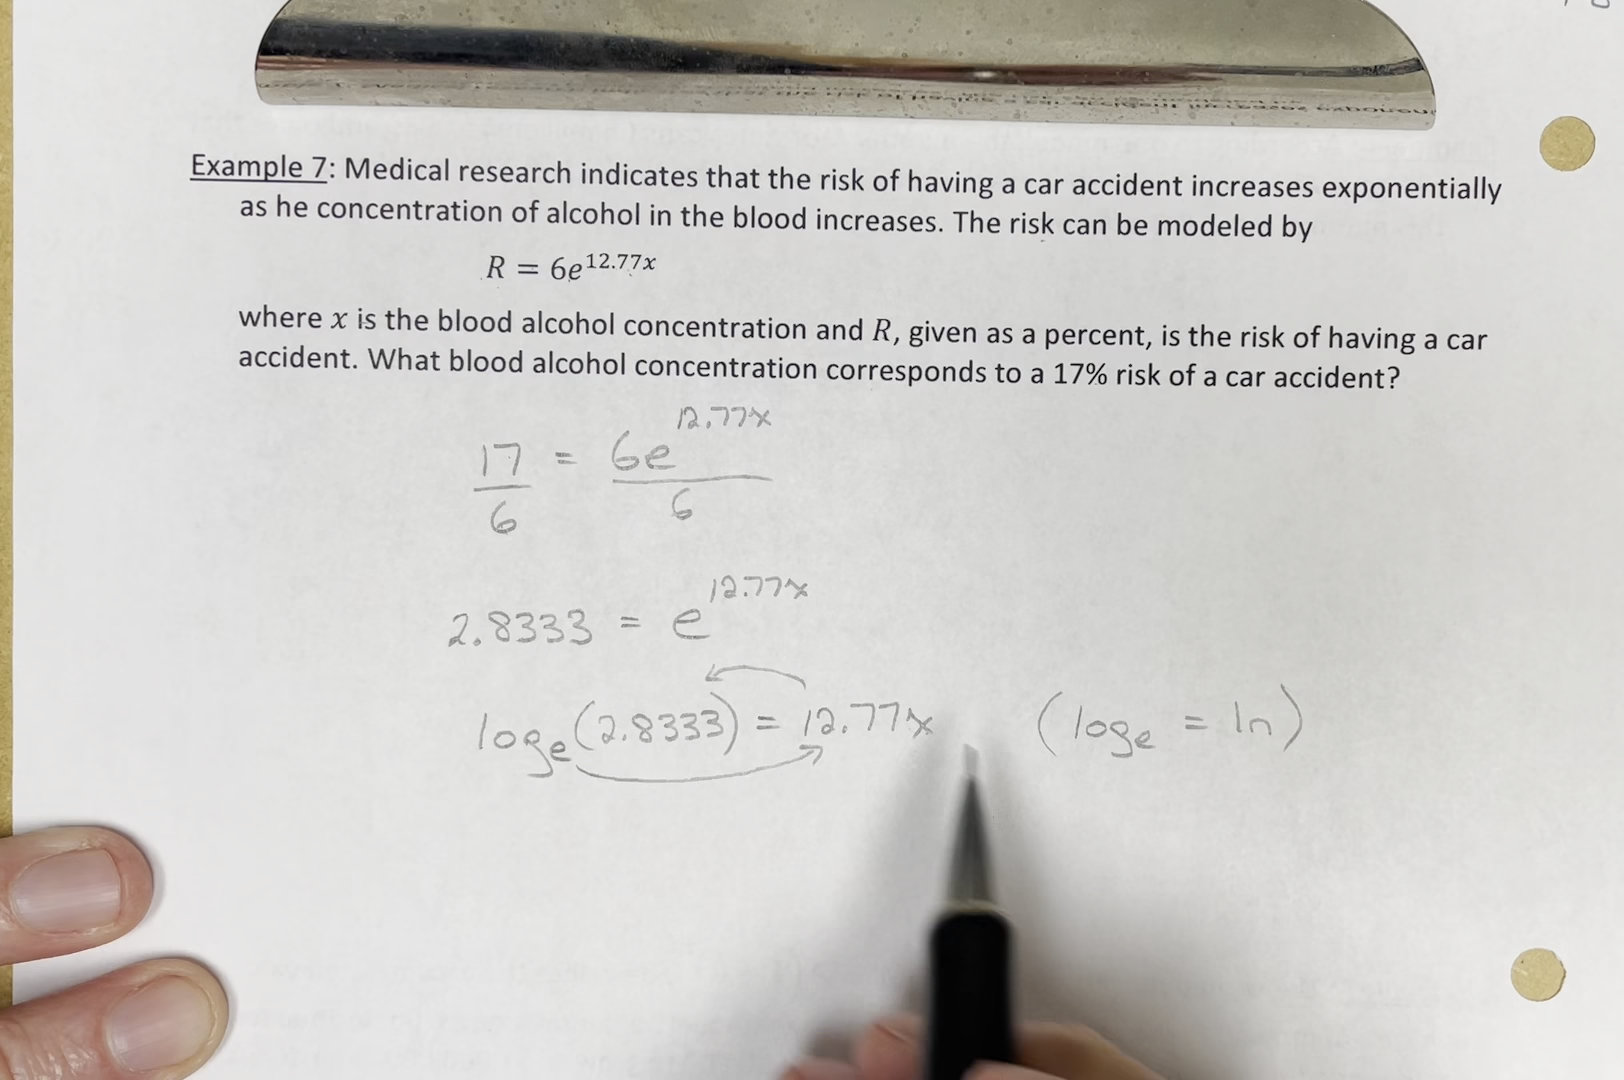 Example 7: Medical research indicates that the risk of having a car accident increases exponentially
as he concentration of alcohol in the blood increases. The risk can be modeled by
R = 6e^12.77x
where x is the blood alcohol concentration and R, given as a percent, is the risk of having a car
accident. What blood alcohol concentration corresponds to a 17% risk of a car accident?
17/6 = 6e^12.77x/6
2.8333 = e^12.77x
log_e(2.8333) = 12.77x (log_e = ln)